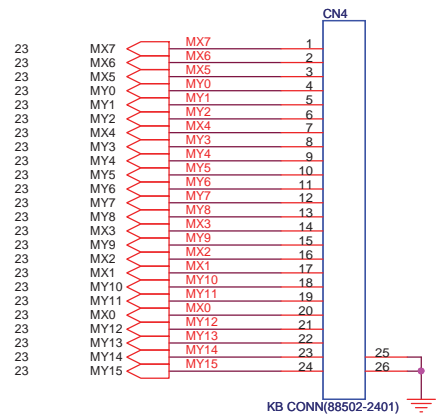 CN4
23 MX7 MX7 1
23 MX6 MX6 2
23 MX5 MX5 3
23 MY0 MY0 4
23 MY1 MY1 5
23 MY2 MY2 6
23 MX4 MX4 7
23 MY3 MY3 8
23 MY4 MY4 9
23 MY5 MY5 10
23 MY6 MY6 11
23 MY7 MY7 12
23 MY8 MY8 13
23 MX3 MX3 14
23 MY9 MY9 15
23 MX2 MX2 16
23 MX1 MX1 17
23 MY10 MY10 18
23 MY11 MY11 19
23 MX0 MX0 20
23 MY12 MY12 21
23 MY13 MY13 22
23 MY14 MY14 23 25
23 MY15 MY15 24 26
KB CONN(88502-2401)